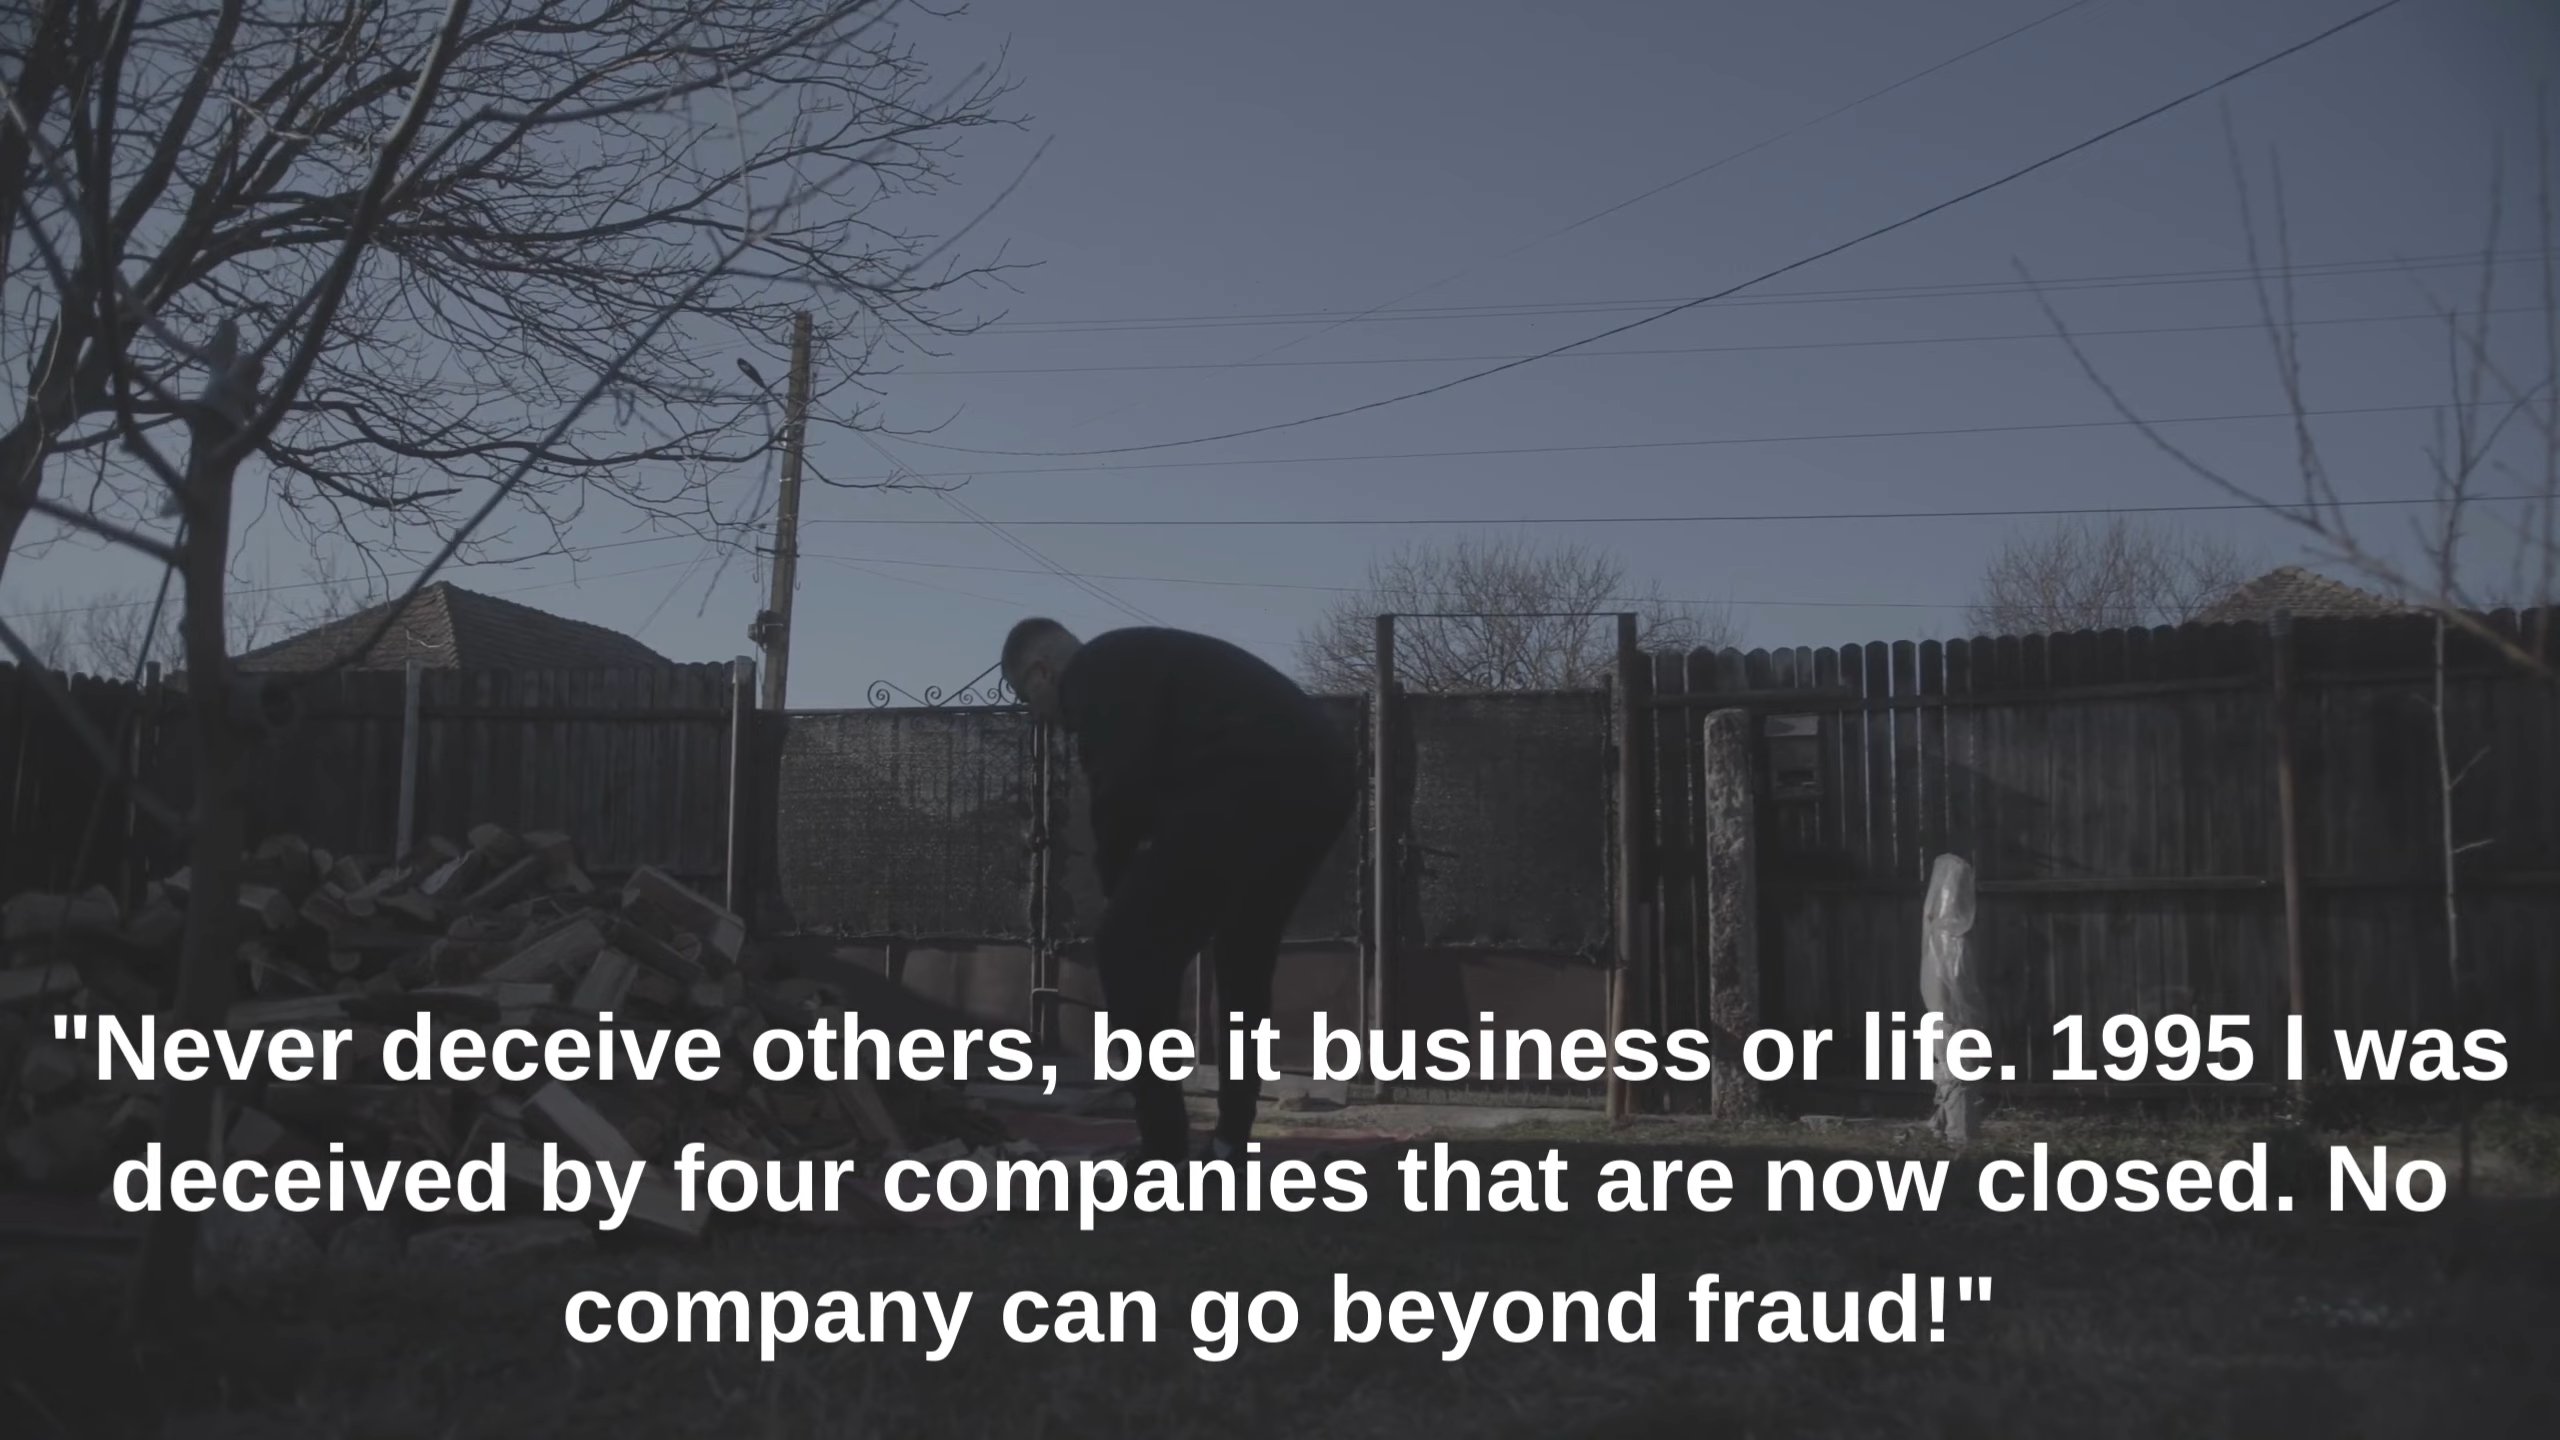 "Never deceive others, be it business or life. 1995 I was
deceived by four companies that are now closed. No
company can go beyond fraud!"